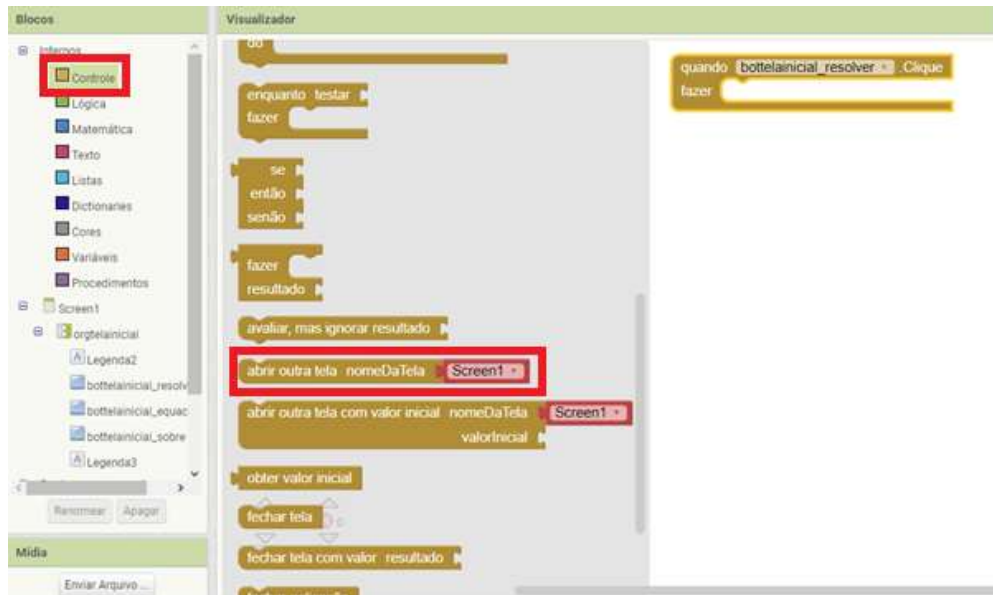 Blocos
Internos
Controle
Lógica
Matemática
Texto
Listas
Dictionaries
Cores
Variáveis
Procedimentos
Screen1
orgtelainicial
Legenda2
bottelainicial_resolv
bottelainicial_equac
bottelainicial_sobre
Legenda3
Renomear Apagar
Mídia
Enviar Arquivo ...
Visualizador
do
enquanto testar
fazer
se
então
senão
fazer
resultado
avaliar, mas ignorar resultado
abrir outra tela nomeDaTela Screen1
abrir outra tela com valor inicial nomeDaTela Screen1
valorInicial
obter valor inicial
fechar tela
fechar tela com valor resultado
quando bottelainicial_resolver .Clique
fazer